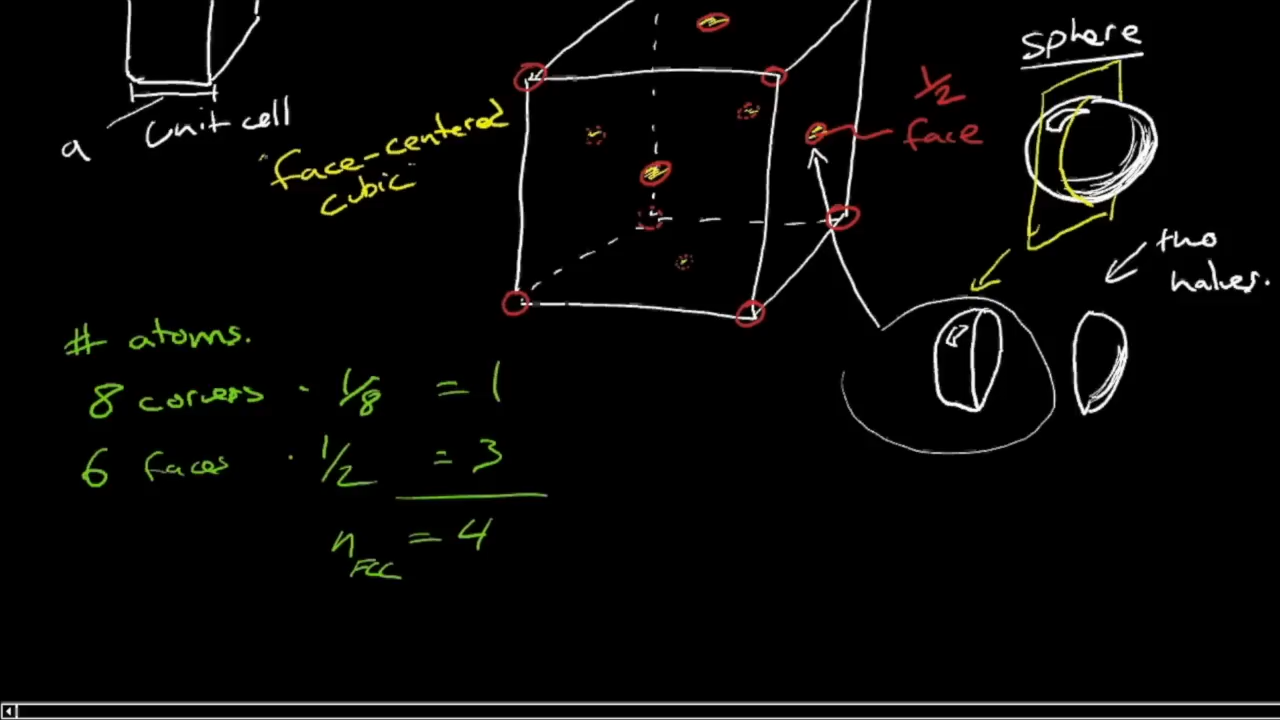 sphere
1/2
face
a
unit cell
"face-centered
cubic"
two
halves.
# atoms.
8 corners · 1/8 = 1
6 faces · 1/2 = 3
n FCC = 4